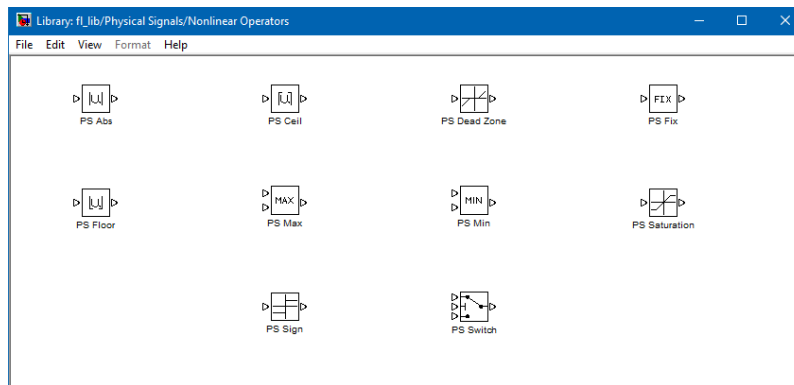 Library: fl_lib/Physical Signals/Nonlinear Operators
File Edit View Format Help
|u|
PS Abs
⌈u⌉
PS Ceil
PS Dead Zone
FIX
PS Fix
⌊u⌋
PS Floor
MAX
PS Max
MIN
PS Min
PS Saturation
PS Sign
PS Switch